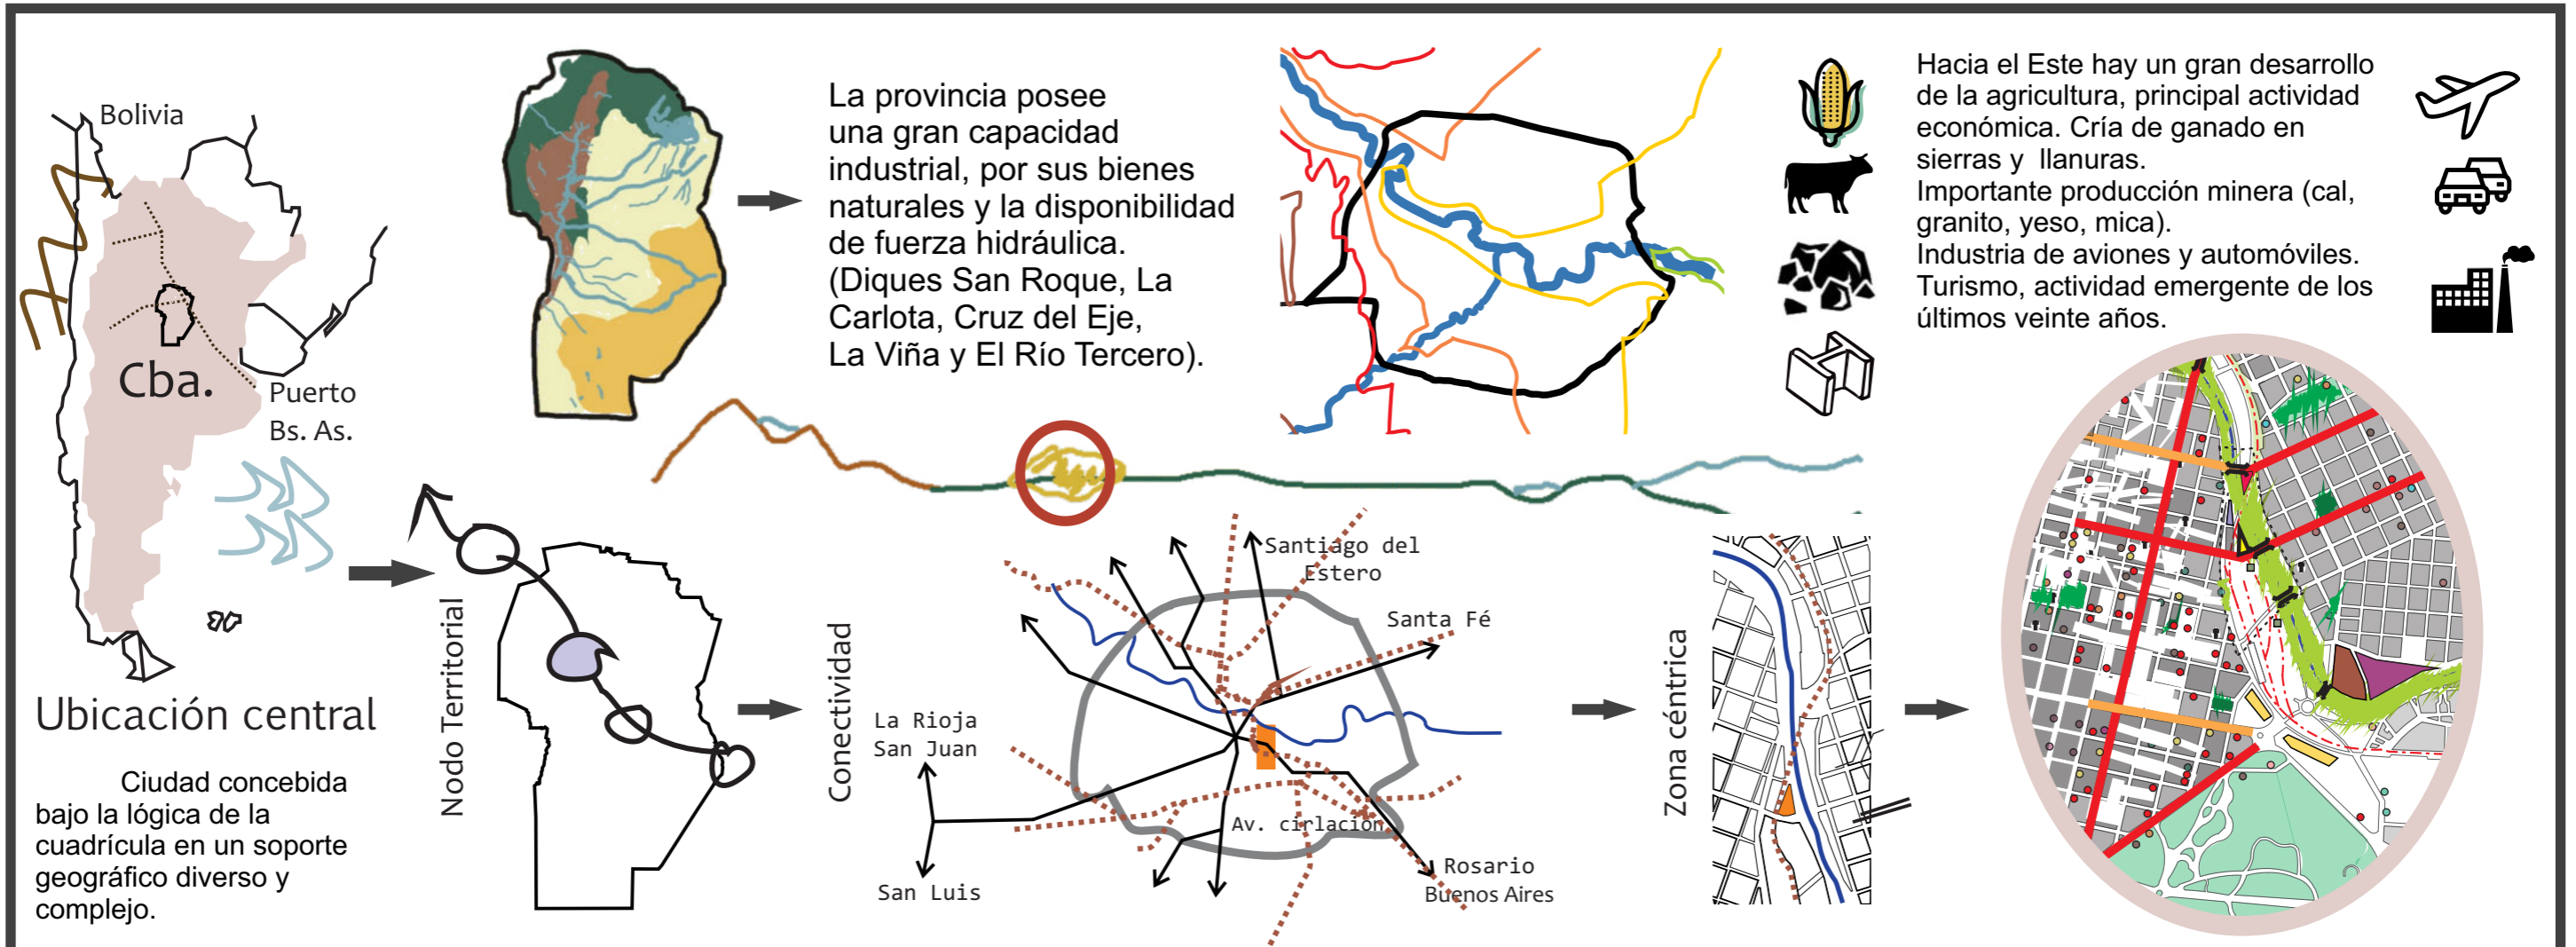 Bolivia
Cba.
Puerto
Bs. As.
Ubicación central
Ciudad concebida
bajo la lógica de la
cuadrícula en un soporte
geográfico diverso y
complejo.
La provincia posee
una gran capacidad
industrial, por sus bienes
naturales y la disponibilidad
de fuerza hidráulica.
(Diques San Roque, La
Carlota, Cruz del Eje,
La Viña y El Río Tercero).
Hacia el Este hay un gran desarrollo
de la agricultura, principal actividad
económica. Cría de ganado en
sierras y llanuras.
Importante producción minera (cal,
granito, yeso, mica).
Industria de aviones y automóviles.
Turismo, actividad emergente de los
últimos veinte años.
Nodo Territorial
Conectividad
Santiago del
Estero
Santa Fé
La Rioja
San Juan
San Luis
Av. cirlación
Rosario
Buenos Aires
Zona céntrica